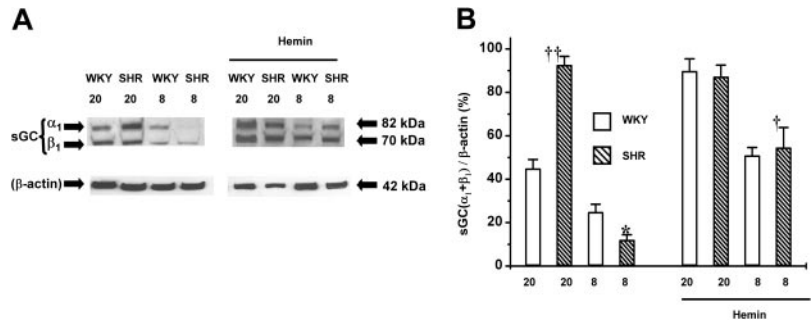 A
Hemin
WKY SHR WKY SHR WKY SHR WKY SHR
20 20 8 8 20 20 8 8
sGC
α1
β1
82 kDa
70 kDa
(β-actin)
42 kDa
B
sGC(α1+β1) / β-actin (%)
100
80
60
40
20
0
††
*
†
WKY
SHR
20 20 8 8 20 20 8 8
Hemin